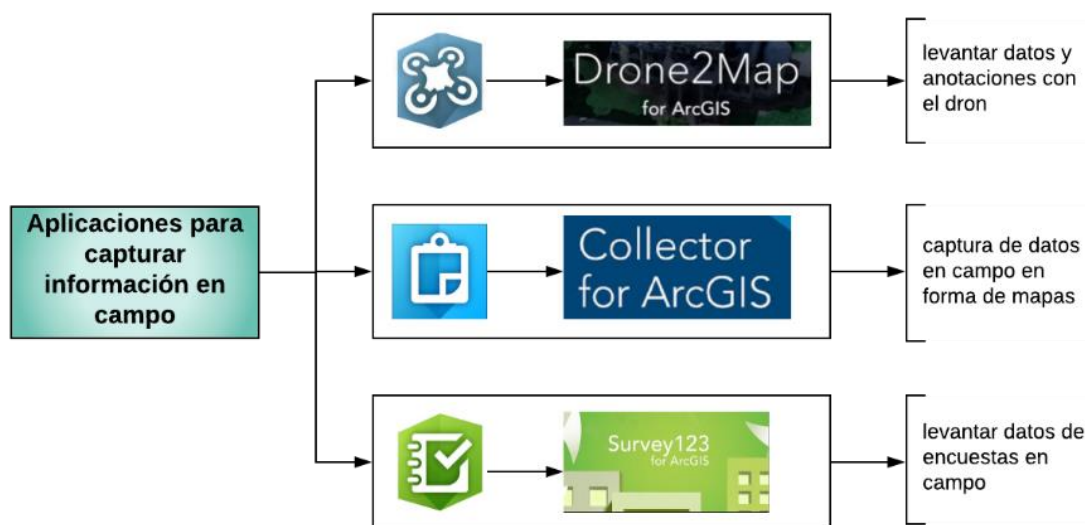 Aplicaciones para
capturar
información en
campo
Drone2Map
for ArcGIS
levantar datos y
anotaciones con
el dron
Collector
for ArcGIS
captura de datos
en campo en
forma de mapas
Survey123
for ArcGIS
levantar datos de
encuestas en
campo